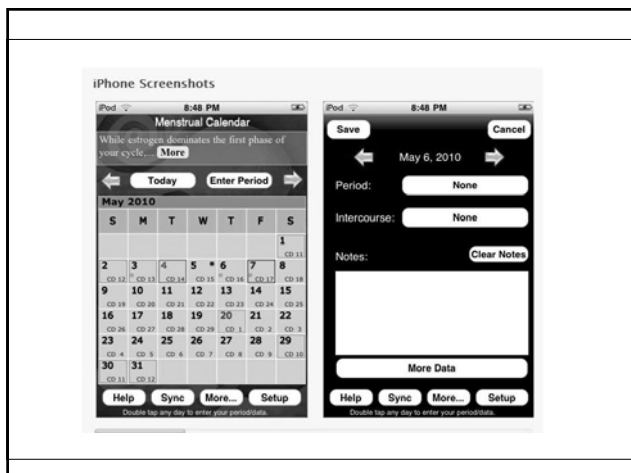 iPhone Screenshots
iPod 8:48 PM
Menstrual Calendar
While estrogen dominates the first phase of
your cycle,... More
Today Enter Period
May 2010
S M T W T F S
1
CD 11
2 3 4 5 * 6 7 8
CD 12 CD 13 CD 14 CD 15 CD 16 CD 17 CD 18
9 10 11 12 13 14 15
CD 19 CD 20 CD 21 CD 22 CD 23 CD 24 CD 25
16 17 18 19 20 21 22
CD 26 CD 27 CD 28 CD 29 CD 1 CD 2 CD 3
23 24 25 26 27 28 29
CD 4 CD 5 CD 6 CD 7 CD 8 CD 9 CD 10
30 31
CD 11 CD 12
Help Sync More... Setup
Double tap any day to enter your period/data.
iPod 8:48 PM
Save Cancel
May 6, 2010
Period: None
Intercourse: None
Notes: Clear Notes
More Data
Help Sync More... Setup
Double tap any day to enter your period/data.